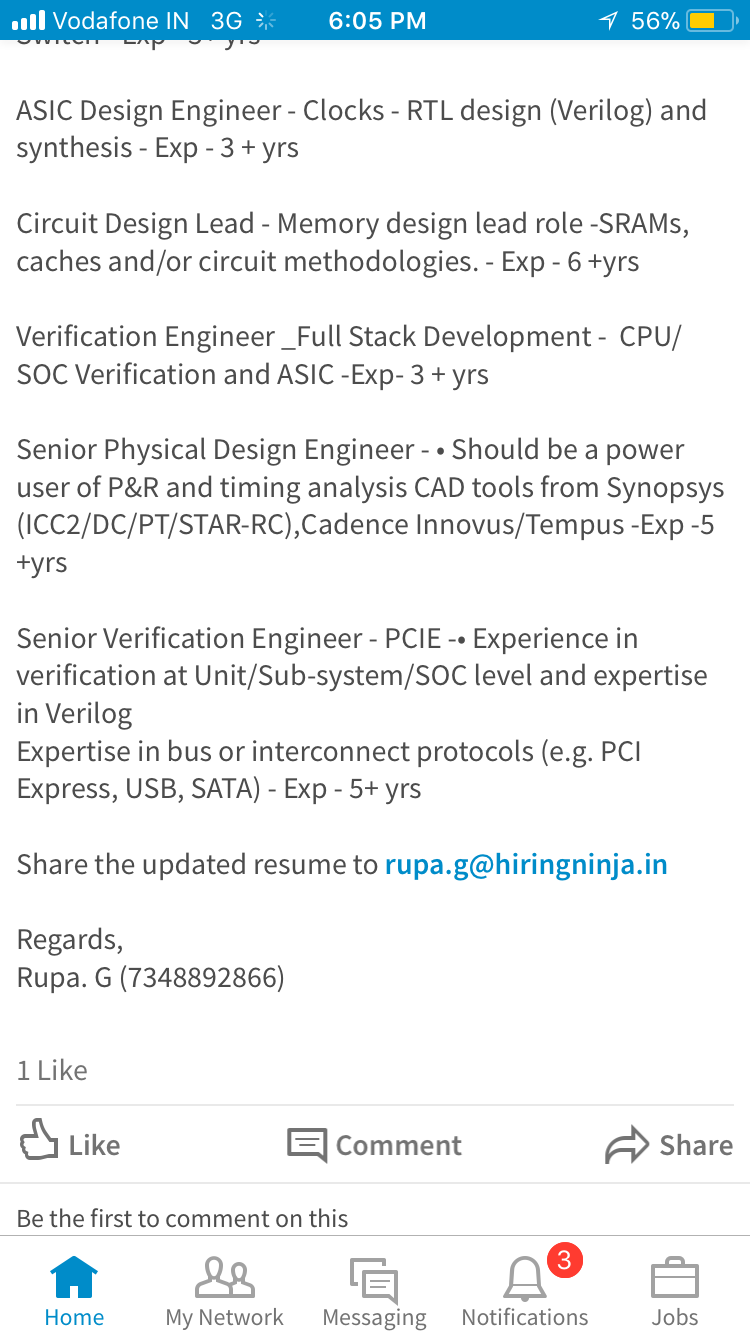 Vodafone IN 3G 6:05 PM 56%
ASIC Design Engineer - Clocks - RTL design (Verilog) and
synthesis - Exp - 3 + yrs
Circuit Design Lead - Memory design lead role -SRAMs,
caches and/or circuit methodologies. - Exp - 6 +yrs
Verification Engineer _Full Stack Development -  CPU/
SOC Verification and ASIC -Exp- 3 + yrs
Senior Physical Design Engineer - • Should be a power
user of P&R and timing analysis CAD tools from Synopsys
(ICC2/DC/PT/STAR-RC),Cadence Innovus/Tempus -Exp -5
+yrs
Senior Verification Engineer - PCIE -• Experience in
verification at Unit/Sub-system/SOC level and expertise
in Verilog
Expertise in bus or interconnect protocols (e.g. PCI
Express, USB, SATA) - Exp - 5+ yrs
Share the updated resume to rupa.g@hiringninja.in
Regards,
Rupa. G (7348892866)
1 Like
Like Comment Share
Be the first to comment on this
3
Home My Network Messaging Notifications Jobs